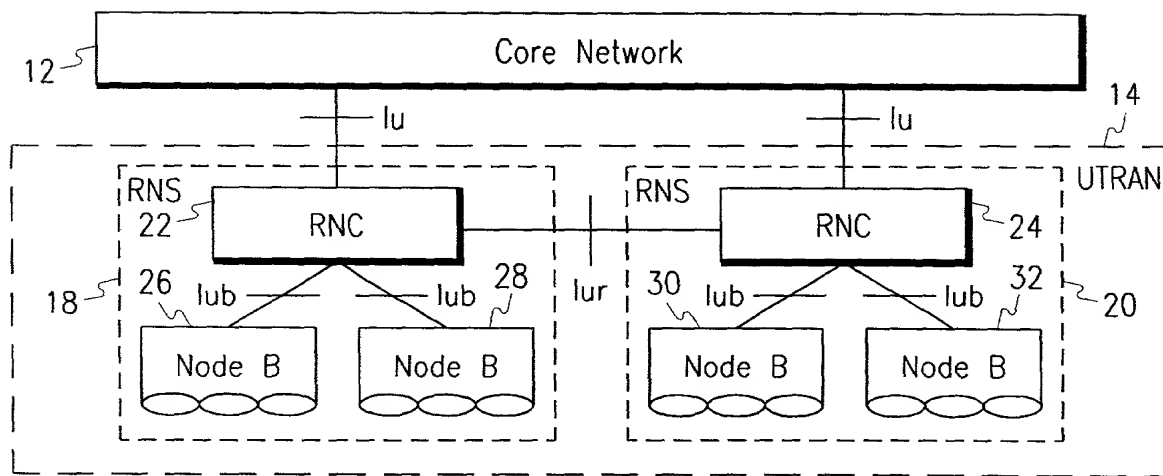 12
Core Network
Iu
Iu
14
RNS
22
RNC
Iur
RNS
RNC
24
UTRAN
18
26
Iub
Iub
28
30
Iub
Iub
32
20
Node B
Node B
Node B
Node B